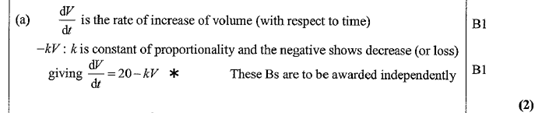 (a) dV/dt is the rate of increase of volume (with respect to time) B1
−kV : k is constant of proportionality and the negative shows decrease (or loss)
giving dV/dt = 20 − kV * These Bs are to be awarded independently B1
(2)